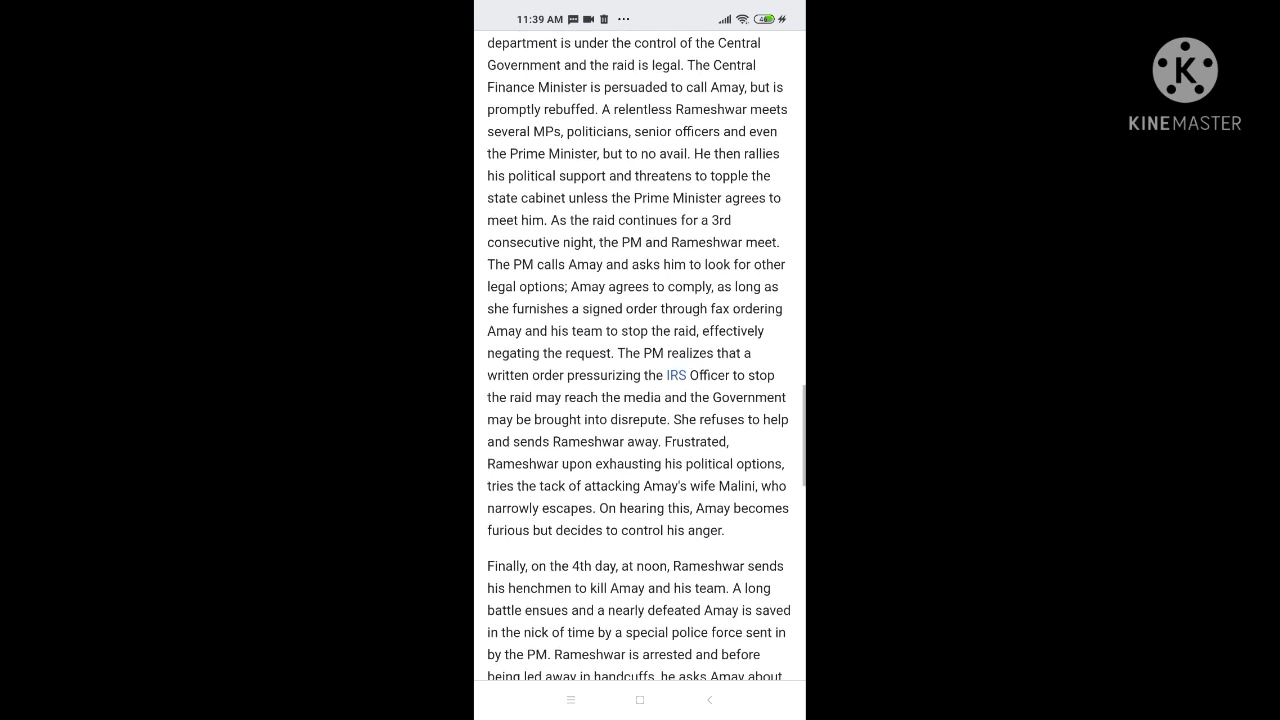 11:39 AM
46
department is under the control of the Central
Government and the raid is legal. The Central
Finance Minister is persuaded to call Amay, but is
promptly rebuffed. A relentless Rameshwar meets
several MPs, politicians, senior officers and even
the Prime Minister, but to no avail. He then rallies
his political support and threatens to topple the
state cabinet unless the Prime Minister agrees to
meet him. As the raid continues for a 3rd
consecutive night, the PM and Rameshwar meet.
The PM calls Amay and asks him to look for other
legal options; Amay agrees to comply, as long as
she furnishes a signed order through fax ordering
Amay and his team to stop the raid, effectively
negating the request. The PM realizes that a
written order pressurizing the IRS Officer to stop
the raid may reach the media and the Government
may be brought into disrepute. She refuses to help
and sends Rameshwar away. Frustrated,
Rameshwar upon exhausting his political options,
tries the tack of attacking Amay's wife Malini, who
narrowly escapes. On hearing this, Amay becomes
furious but decides to control his anger.
Finally, on the 4th day, at noon, Rameshwar sends
his henchmen to kill Amay and his team. A long
battle ensues and a nearly defeated Amay is saved
in the nick of time by a special police force sent in
by the PM. Rameshwar is arrested and before
being led away in handcuffs, he asks Amay about
K
KINEMASTER